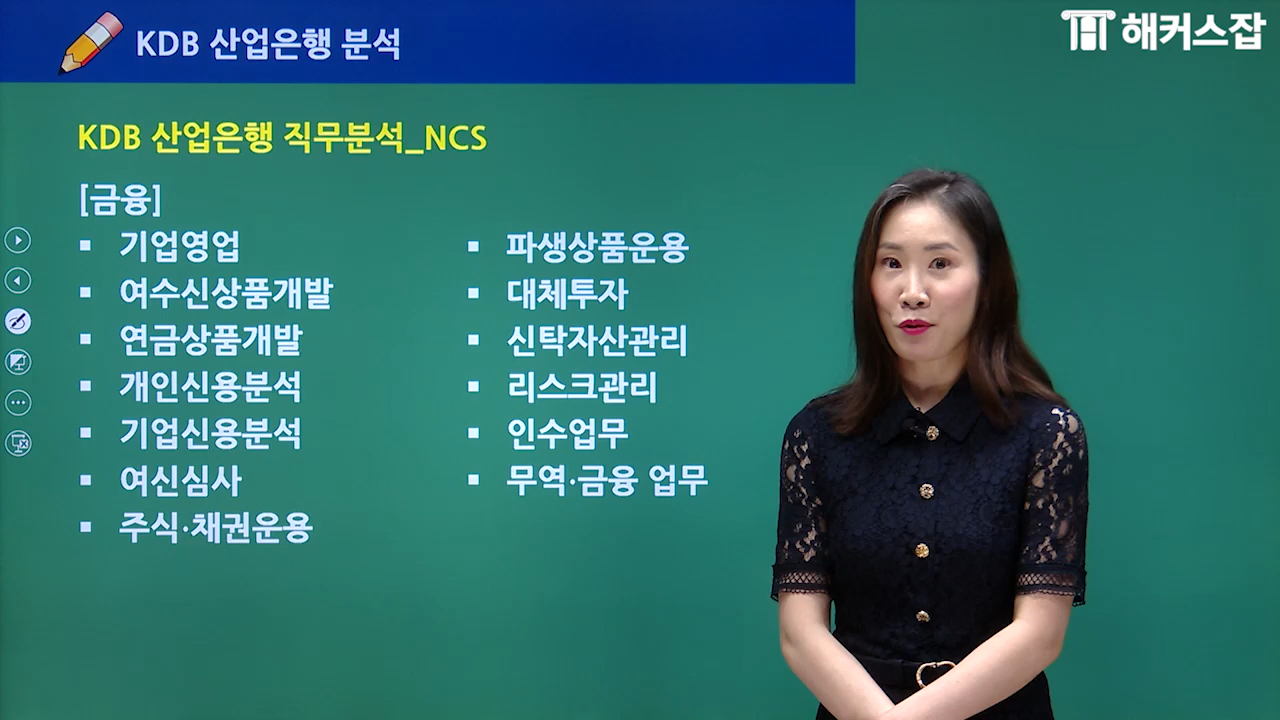 KDB 산업은행 분석
해커스잡
KDB 산업은행 직무분석_NCS
[금융]
▪ 기업영업
▪ 여수신상품개발
▪ 연금상품개발
▪ 개인신용분석
▪ 기업신용분석
▪ 여신심사
▪ 주식·채권운용
▪ 파생상품운용
▪ 대체투자
▪ 신탁자산관리
▪ 리스크관리
▪ 인수업무
▪ 무역·금융 업무